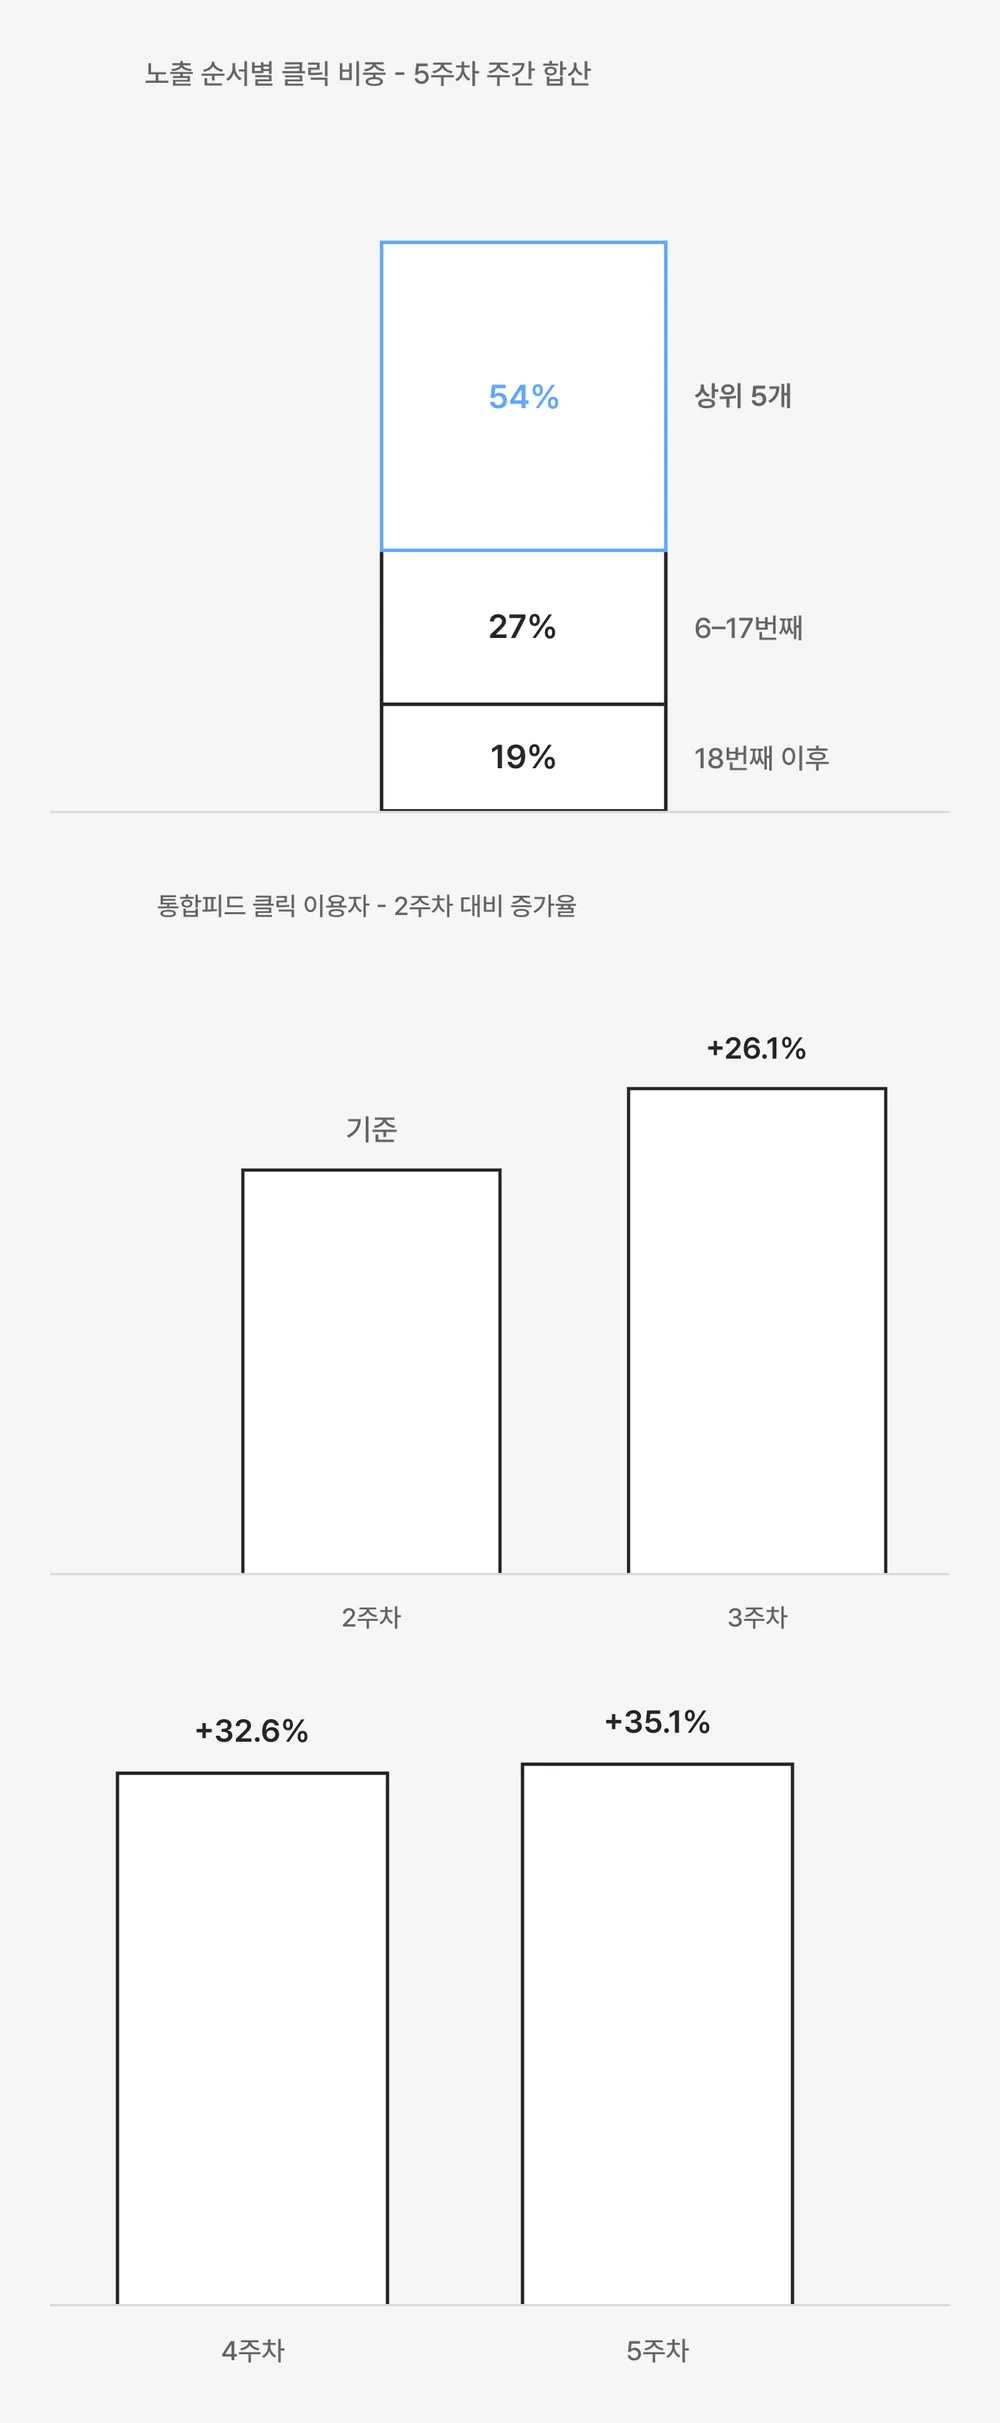 노출 순서별 클릭 비중 - 5주차 주간 합산
54%
상위 5개
27%
6–17번째
19%
18번째 이후
통합피드 클릭 이용자 - 2주차 대비 증가율
기준
+26.1%
2주차
3주차
+32.6%
+35.1%
4주차
5주차